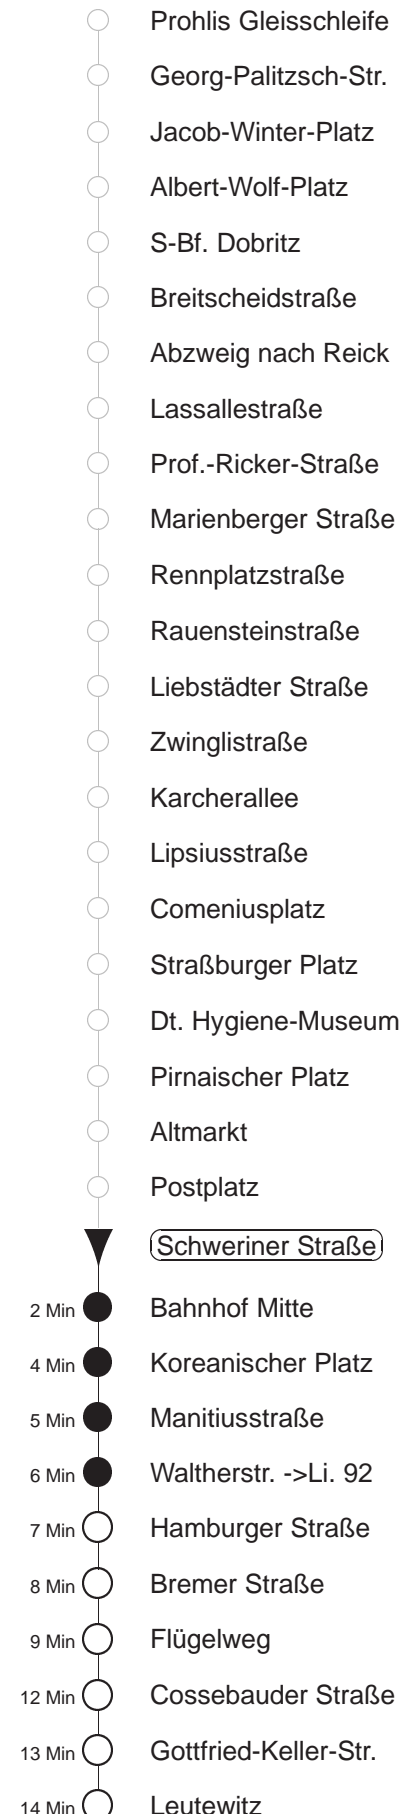 Prohlis Gleisschleife
Georg-Palitzsch-Str.
Jacob-Winter-Platz
Albert-Wolf-Platz
S-Bf. Dobritz
Breitscheidstraße
Abzweig nach Reick
Lassallestraße
Prof.-Ricker-Straße
Marienberger Straße
Rennplatzstraße
Rauensteinstraße
Liebstädter Straße
Zwinglistraße
Karcherallee
Lipsiusstraße
Comeniusplatz
Straßburger Platz
Dt. Hygiene-Museum
Pirnaischer Platz
Altmarkt
Postplatz
Schweriner Straße
2 Min Bahnhof Mitte
4 Min Koreanischer Platz
5 Min Manitiusstraße
6 Min Waltherstr. ->Li. 92
7 Min Hamburger Straße
8 Min Bremer Straße
9 Min Flügelweg
12 Min Cossebauder Straße
13 Min Gottfried-Keller-Str.
14 Min Leutewitz